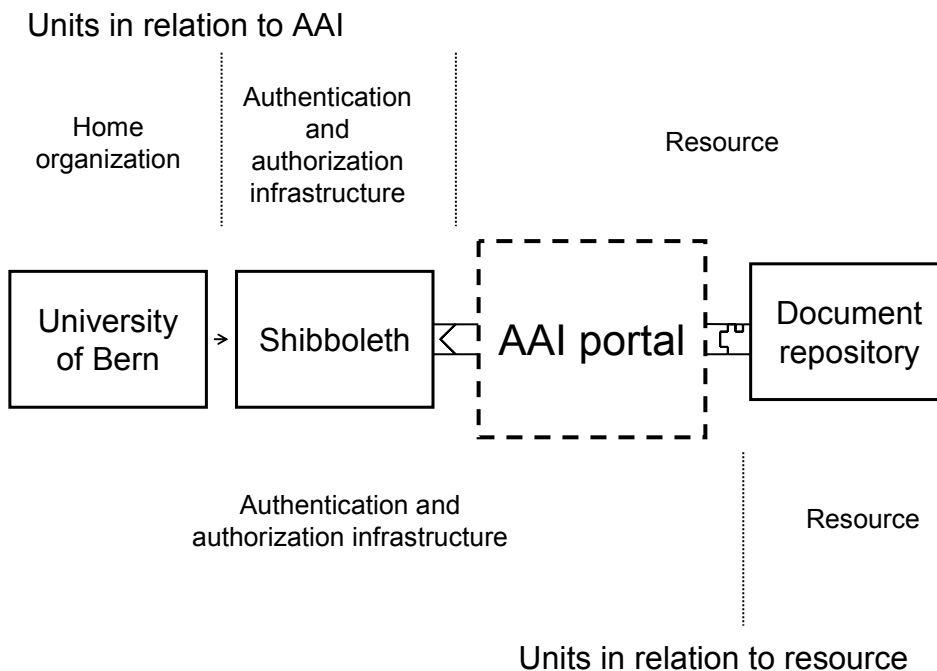 Units in relation to AAI
Home
organization
Authentication
and
authorization
infrastructure
Resource
University
of Bern
Shibboleth
AAI portal
Document
repository
Authentication and
authorization infrastructure
Resource
Units in relation to resource